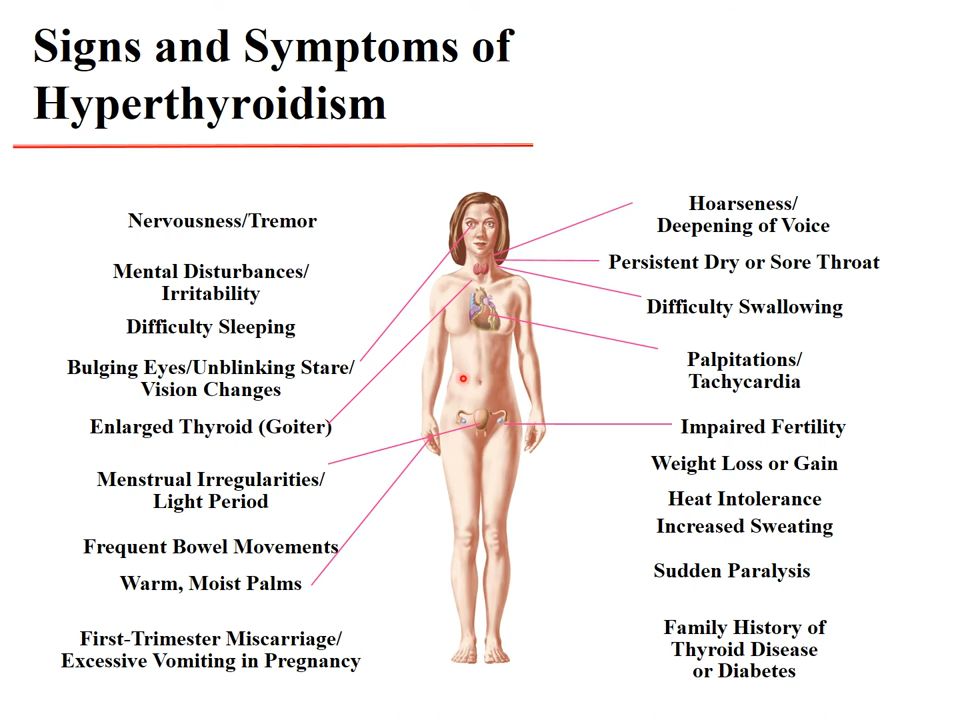 Signs and Symptoms of
Hyperthyroidism
Nervousness/Tremor
Mental Disturbances/
Irritability
Difficulty Sleeping
Bulging Eyes/Unblinking Stare/
Vision Changes
Enlarged Thyroid (Goiter)
Menstrual Irregularities/
Light Period
Frequent Bowel Movements
Warm, Moist Palms
First-Trimester Miscarriage/
Excessive Vomiting in Pregnancy
Hoarseness/
Deepening of Voice
Persistent Dry or Sore Throat
Difficulty Swallowing
Palpitations/
Tachycardia
Impaired Fertility
Weight Loss or Gain
Heat Intolerance
Increased Sweating
Sudden Paralysis
Family History of
Thyroid Disease
or Diabetes